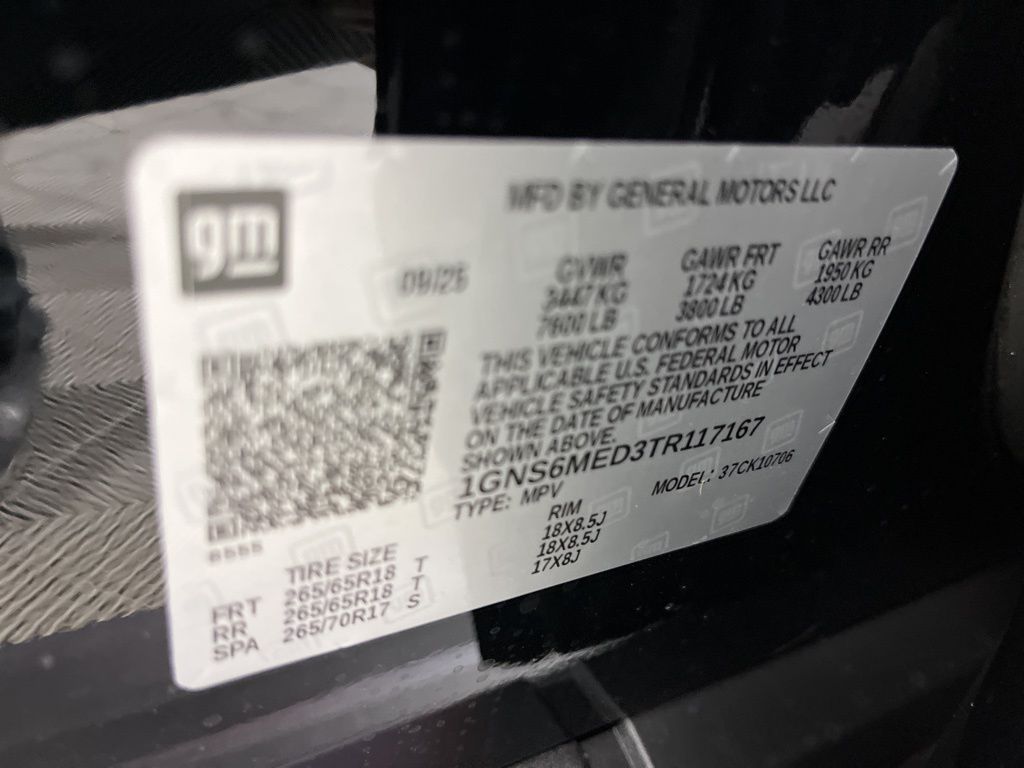 gm
MFD BY GENERAL MOTORS LLC
09/25
GVWR GAWR FRT GAWR RR
3447 KG 1724 KG 1950 KG
7600 LB 3800 LB 4300 LB
THIS VEHICLE CONFORMS TO ALL
APPLICABLE U.S. FEDERAL MOTOR
VEHICLE SAFETY STANDARDS IN EFFECT
ON THE DATE OF MANUFACTURE
SHOWN ABOVE.
1GNS6MED3TR117167
TYPE: MPV MODEL: 37CK10706
TIRE SIZE RIM
FRT 265/65R18 T 18X8.5J
RR 265/65R18 T 18X8.5J
SPA 265/70R17 S 17X8J